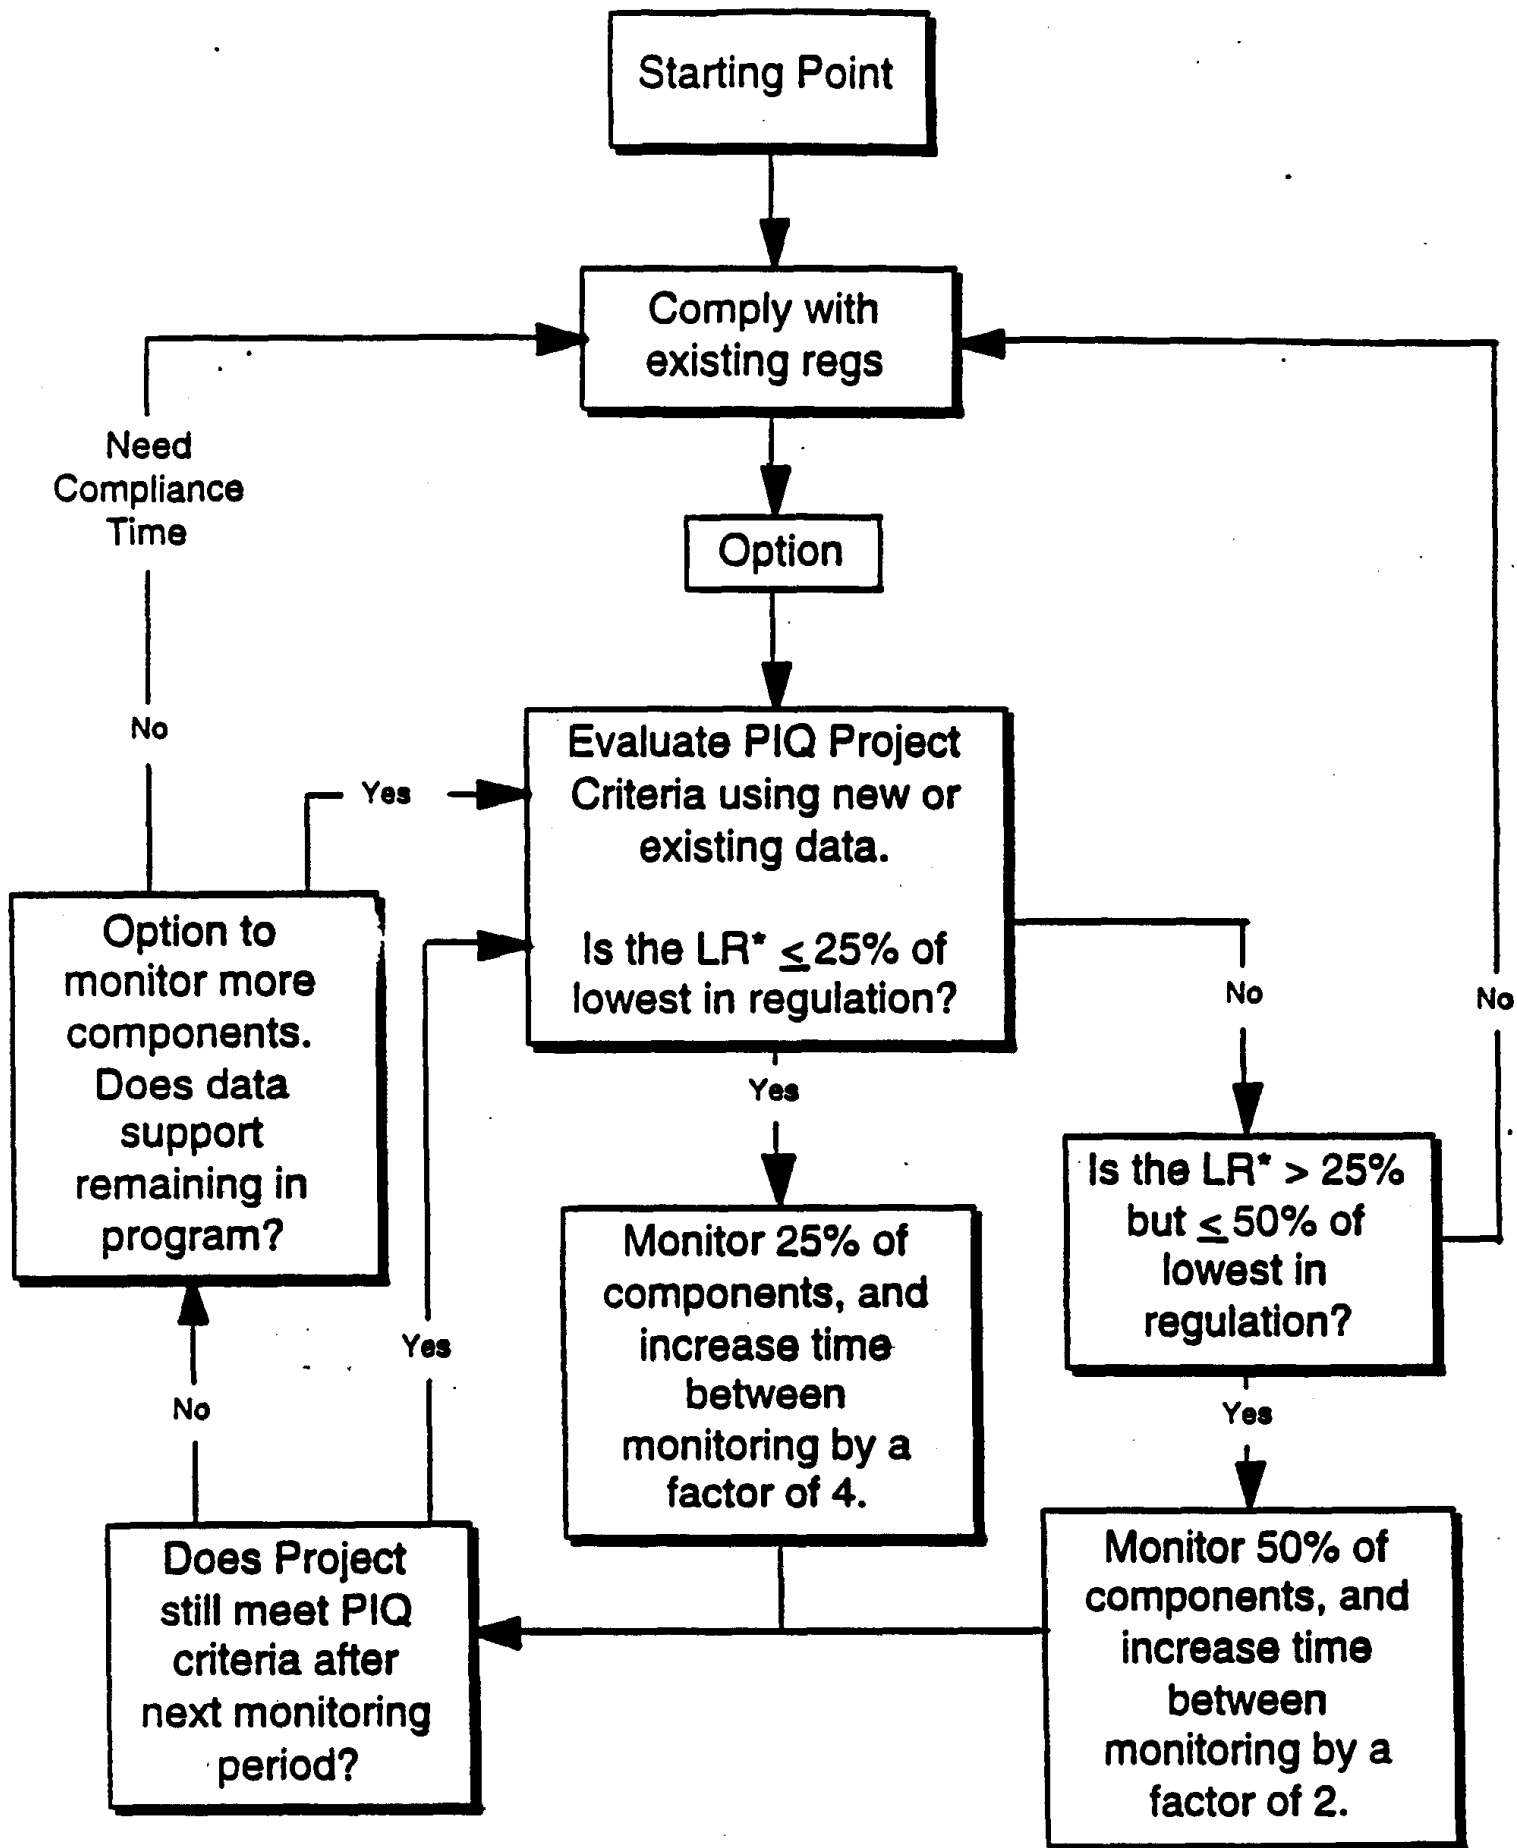 Starting Point
Comply with
existing regs
Need
Compliance
Time
Option
No
Yes
Evaluate PIQ Project
Criteria using new or
existing data.
Is the LR* ≤ 25% of
lowest in regulation?
No
No
Option to
monitor more
components.
Does data
support
remaining in
program?
Yes
Is the LR* > 25%
but ≤ 50% of
lowest in
regulation?
Monitor 25% of
components, and
increase time
between
monitoring by a
factor of 4.
Yes
No
Yes
Does Project
still meet PIQ
criteria after
next monitoring
period?
Monitor 50% of
components, and
increase time
between
monitoring by a
factor of 2.